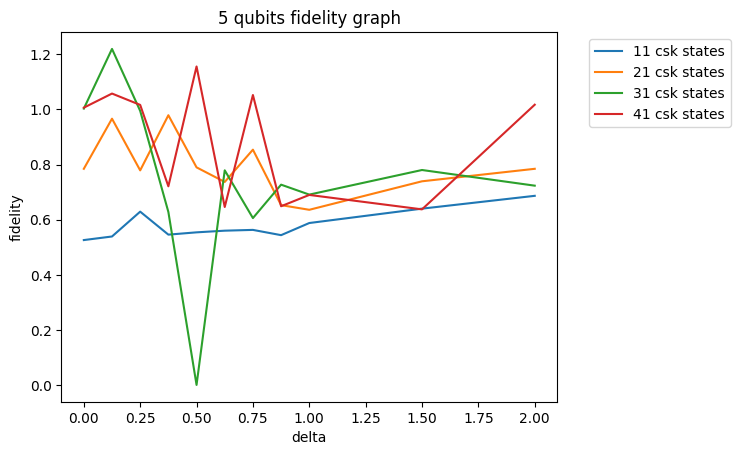 5 qubits fidelity graph
11 csk states
21 csk states
31 csk states
41 csk states
fidelity
1.2
1.0
0.8
0.6
0.4
0.2
0.0
0.00 0.25 0.50 0.75 1.00 1.25 1.50 1.75 2.00
delta